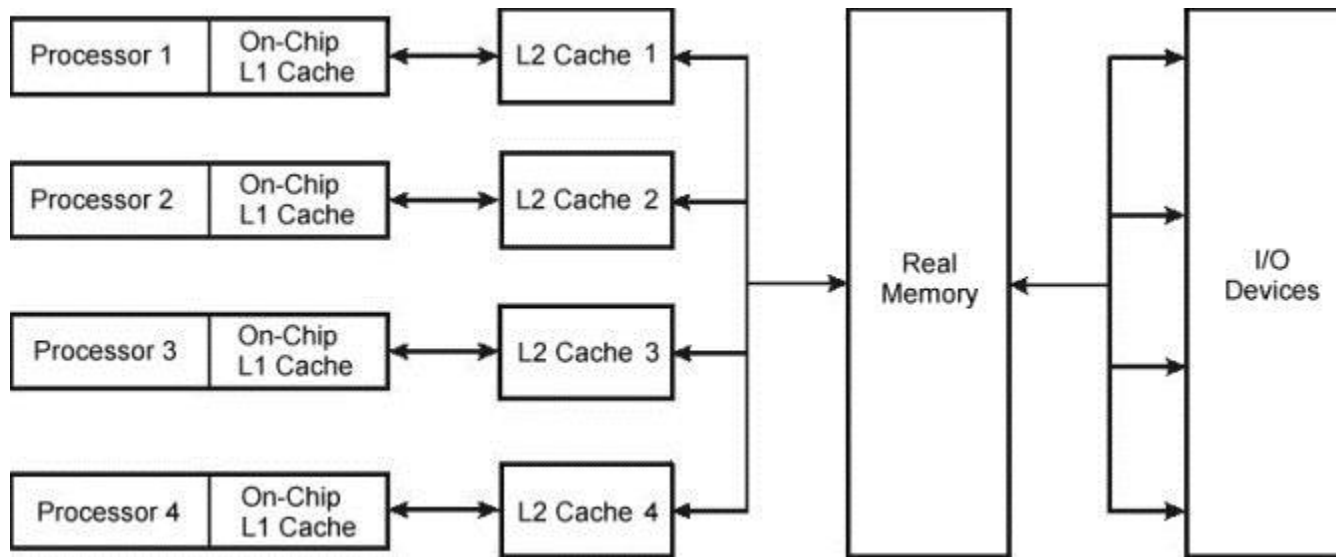 Processor 1
On-Chip
L1 Cache
L2 Cache 1
Processor 2
On-Chip
L1 Cache
L2 Cache 2
Processor 3
On-Chip
L1 Cache
L2 Cache 3
Processor 4
On-Chip
L1 Cache
L2 Cache 4
Real
Memory
I/O
Devices